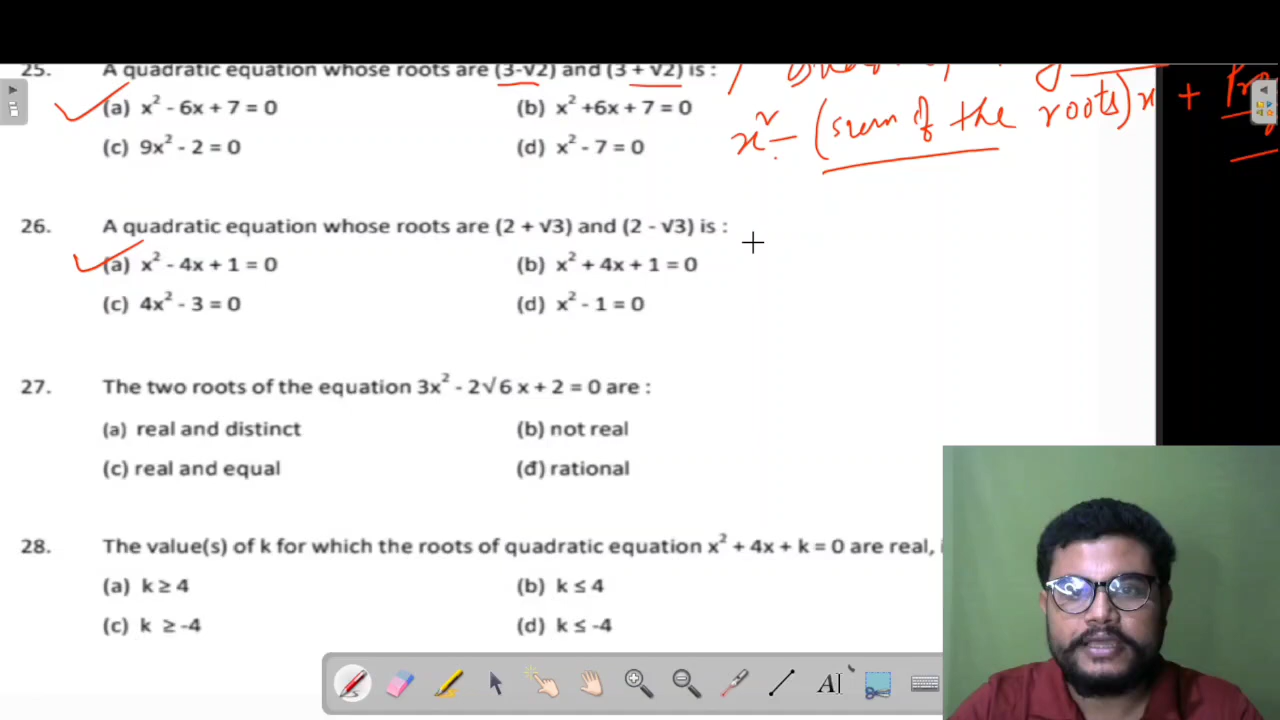 25. A quadratic equation whose roots are (3-√2) and (3 + √2) is :
(a) x² - 6x + 7 = 0 (b) x² +6x + 7 = 0
(c) 9x² - 2 = 0 (d) x² - 7 = 0
x² - (sum of the roots)x +
26. A quadratic equation whose roots are (2 + √3) and (2 - √3) is :
(a) x² - 4x + 1 = 0 (b) x² + 4x + 1 = 0
(c) 4x² - 3 = 0 (d) x² - 1 = 0
27. The two roots of the equation 3x² - 2√6 x + 2 = 0 are :
(a) real and distinct (b) not real
(c) real and equal (d) rational
28. The value(s) of k for which the roots of quadratic equation x² + 4x + k = 0 are real,
(a) k ≥ 4 (b) k ≤ 4
(c) k ≥ -4 (d) k ≤ -4